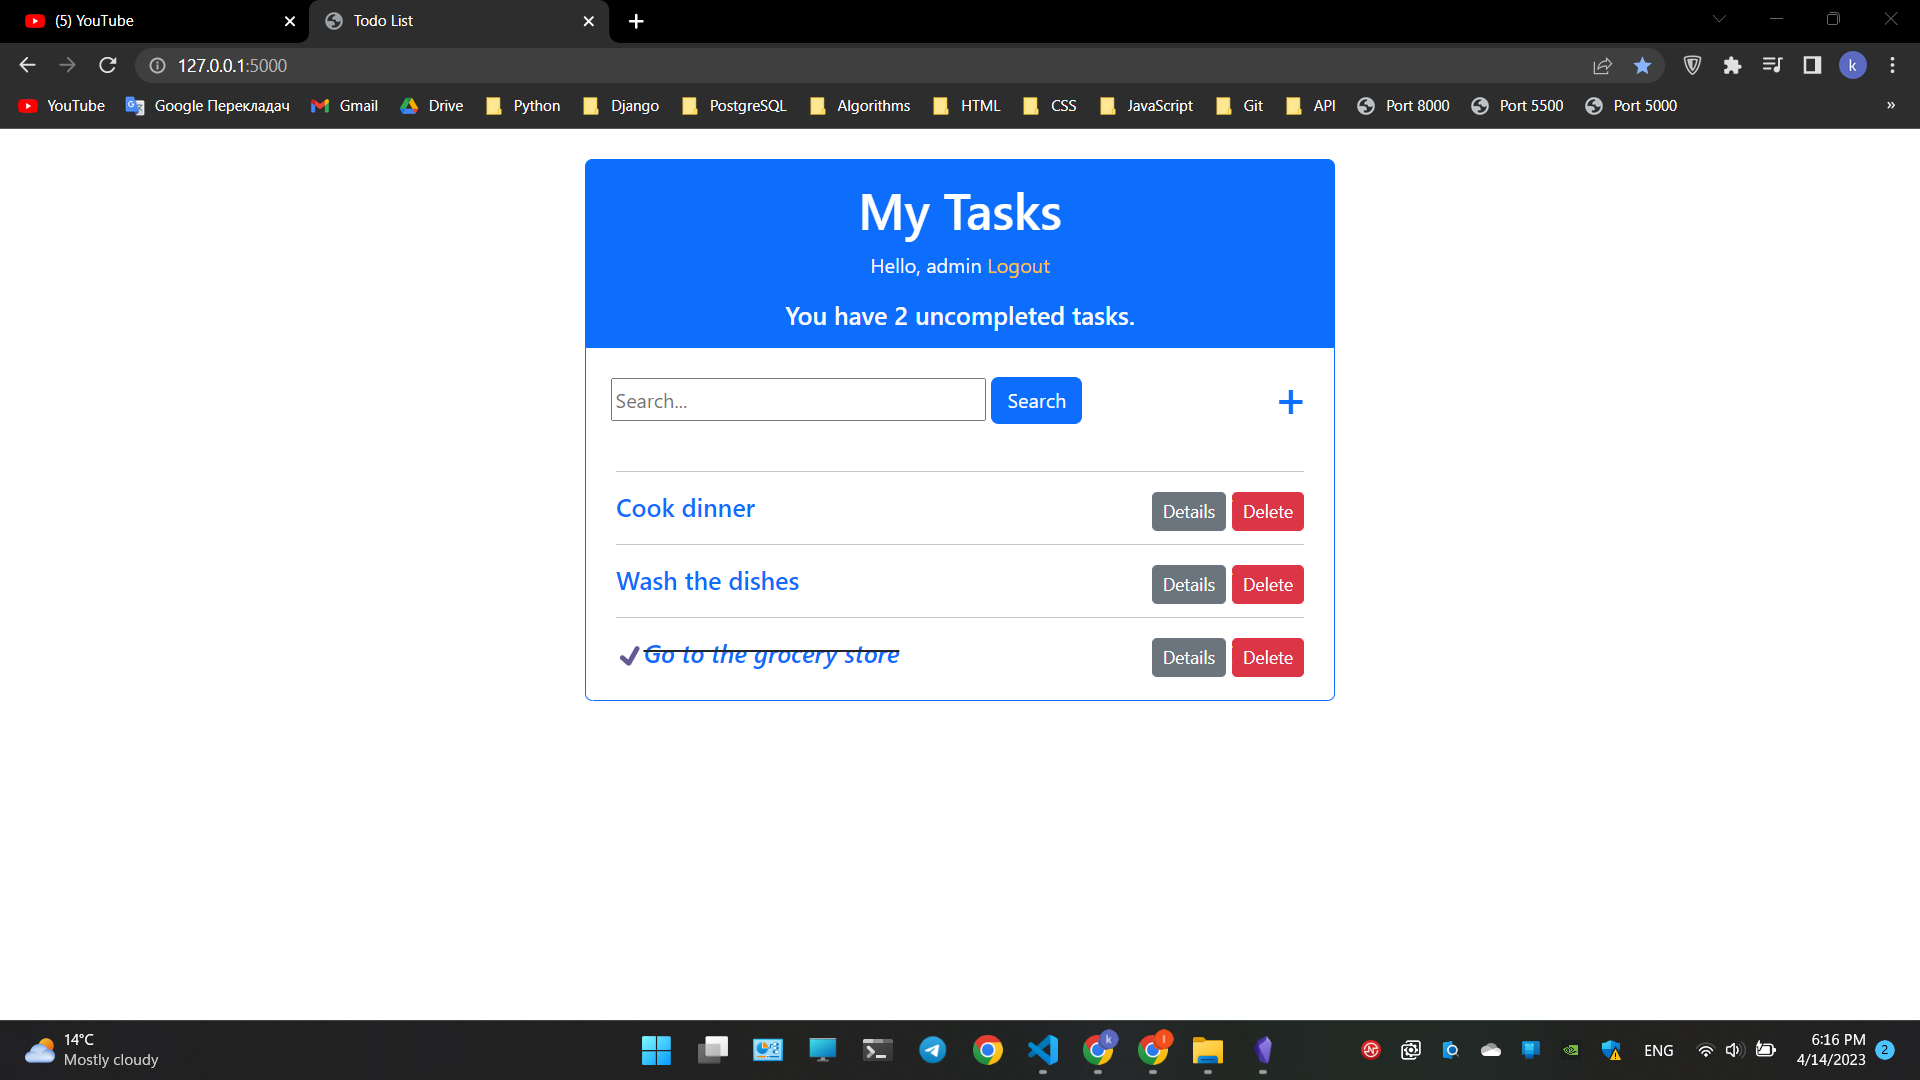 (5) YouTube
Todo List
127.0.0.1:5000
k
YouTube
Google Перекладач
Gmail
Drive
Python
Django
PostgreSQL
Algorithms
HTML
CSS
JavaScript
Git
API
Port 8000
Port 5500
Port 5000
»
My Tasks
Hello, admin Logout
You have 2 uncompleted tasks.
Search...
Search
+
Cook dinner
Details
Delete
Wash the dishes
Details
Delete
Go to the grocery store
Details
Delete
14°C
Mostly cloudy
k
l
ENG
6:16 PM
4/14/2023
2